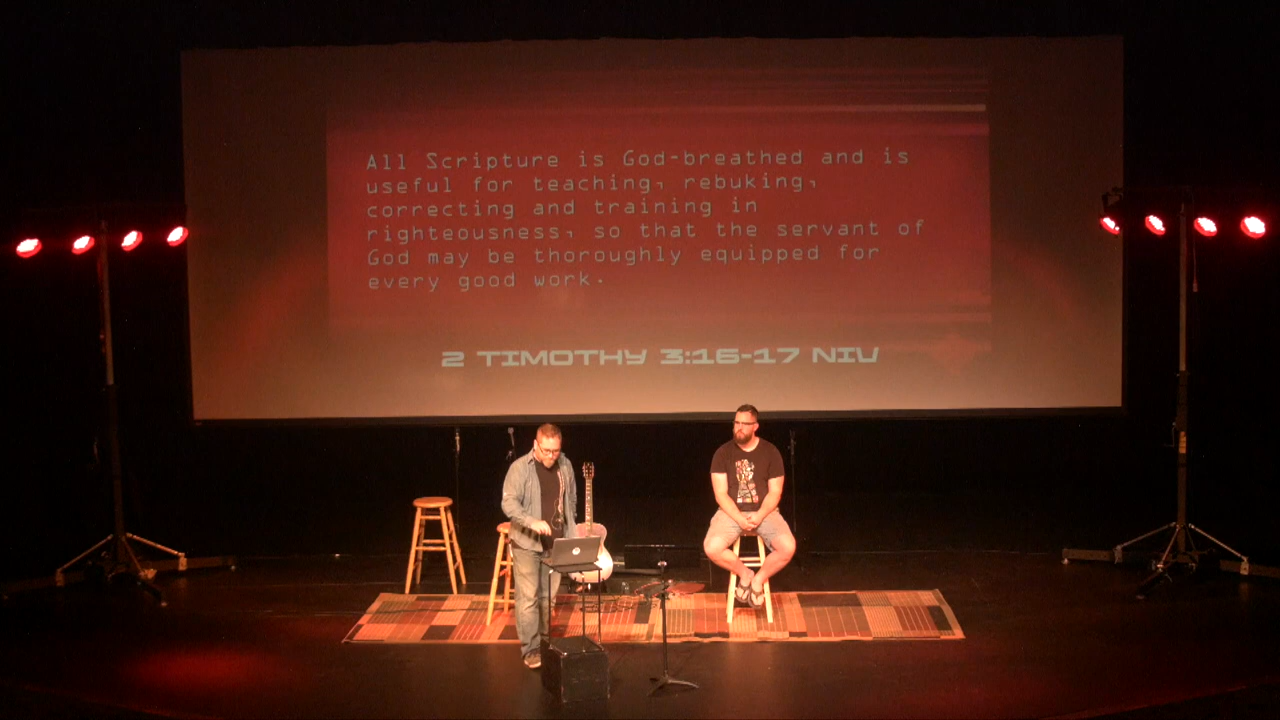 All Scripture is God-breathed and is
useful for teaching, rebuking,
correcting and training in
righteousness, so that the servant of
God may be thoroughly equipped for
every good work.
2 TIMOTHY 3:16-17 NIV